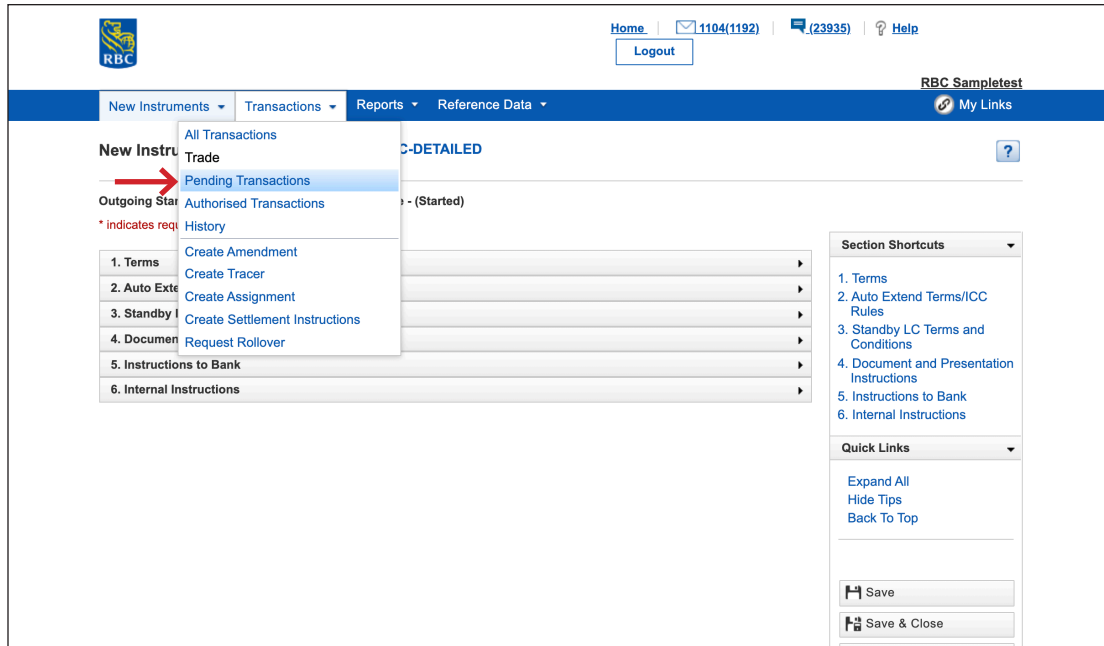 RBC
Home 1104(1192) (23935) Help
Logout
RBC Sampletest
New Instruments Transactions Reports Reference Data My Links
New Instru C-DETAILED ?
All Transactions
Trade
Pending Transactions
Authorised Transactions
History
Create Amendment
Create Tracer
Create Assignment
Create Settlement Instructions
Request Rollover
Outgoing Star e - (Started)
* indicates requ
1. Terms
2. Auto Exte
3. Standby
4. Documen
5. Instructions to Bank
6. Internal Instructions
Section Shortcuts
1. Terms
2. Auto Extend Terms/ICC
Rules
3. Standby LC Terms and
Conditions
4. Document and Presentation
Instructions
5. Instructions to Bank
6. Internal Instructions
Quick Links
Expand All
Hide Tips
Back To Top
Save
Save & Close